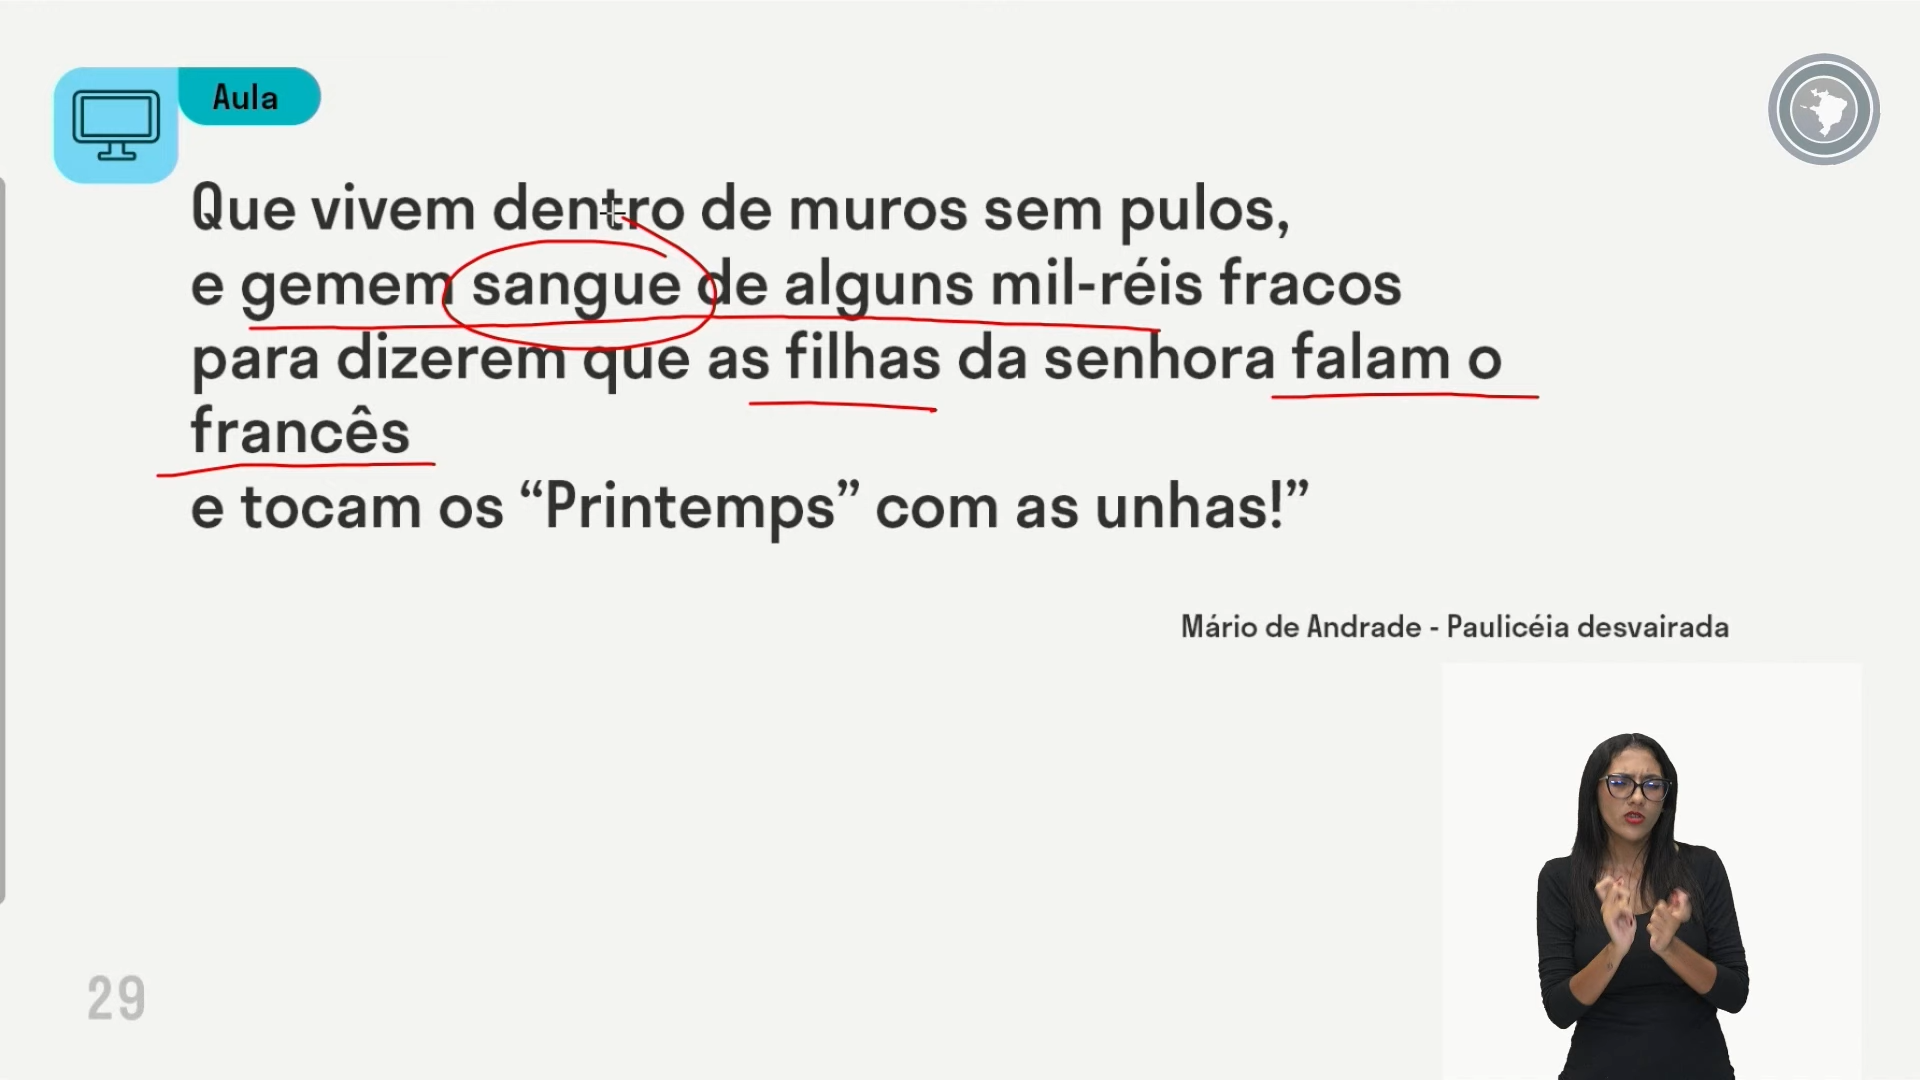 Aula
Que vivem dentro de muros sem pulos,
e gemem sangue de alguns mil-réis fracos
para dizerem que as filhas da senhora falam o
francês
e tocam os “Printemps” com as unhas!”
Mário de Andrade - Paulicéia desvairada
29